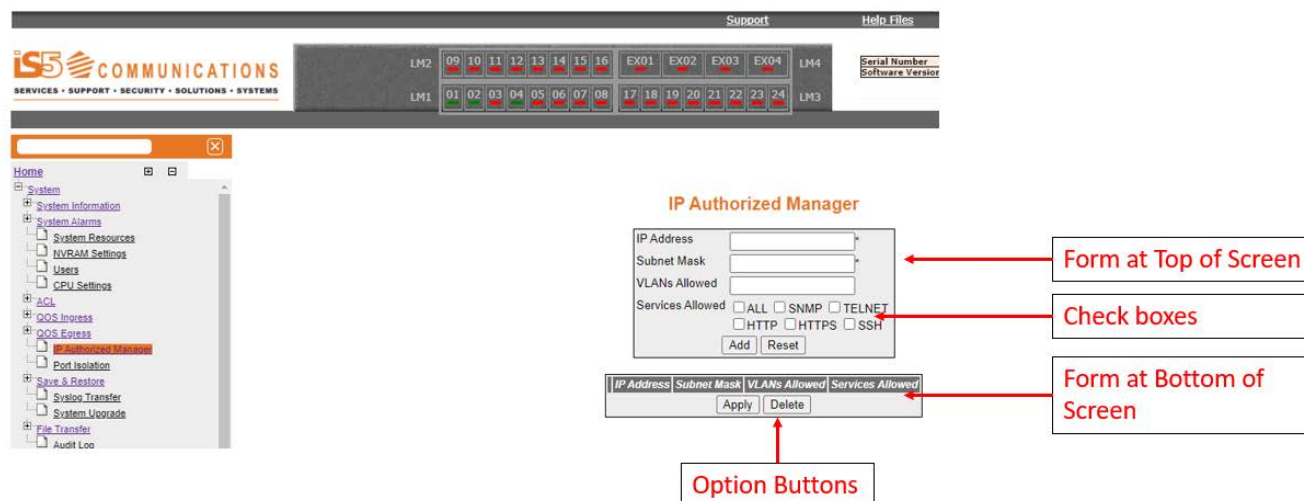 Support Help Files
iS5 COMMUNICATIONS
SERVICES • SUPPORT • SECURITY • SOLUTIONS • SYSTEMS
LM2 09 10 11 12 13 14 15 16 EX01 EX02 EX03 EX04 LM4
LM1 01 02 03 04 05 06 07 08 17 18 19 20 21 22 23 24 LM3
Serial Number
Software Version
Home
System
System Information
System Alarms
System Resources
NVRAM Settings
Users
CPU Settings
ACL
QOS Ingress
QOS Egress
IP Authorized Manager
Port Isolation
Save & Restore
Syslog Transfer
System Upgrade
File Transfer
Audit Log
IP Authorized Manager
IP Address *
Subnet Mask *
VLANs Allowed
Services Allowed ALL SNMP TELNET
HTTP HTTPS SSH
Add Reset
IP Address Subnet Mask VLANs Allowed Services Allowed
Apply Delete
Form at Top of Screen
Check boxes
Form at Bottom of
Screen
Option Buttons